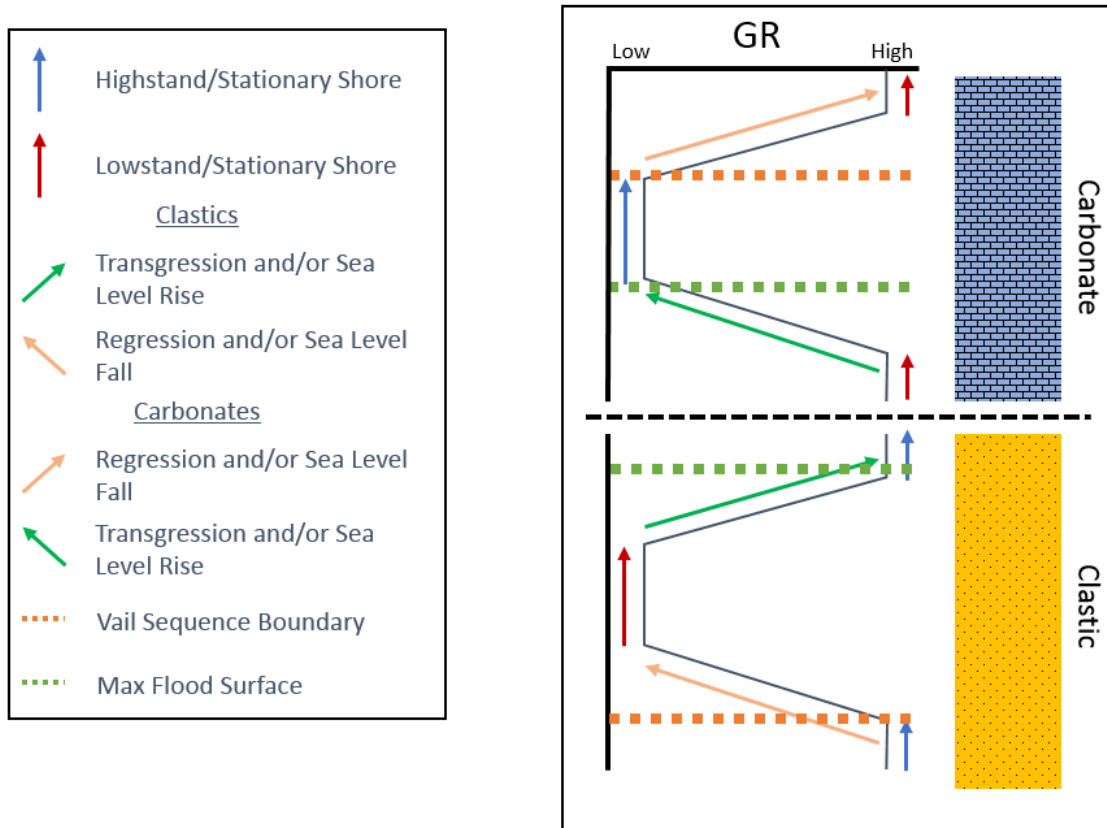 Highstand/Stationary Shore
Lowstand/Stationary Shore
Clastics
Transgression and/or Sea
Level Rise
Regression and/or Sea Level
Fall
Carbonates
Regression and/or Sea Level
Fall
Transgression and/or Sea
Level Rise
Vail Sequence Boundary
Max Flood Surface
GR
Low
High
Carbonate
Clastic